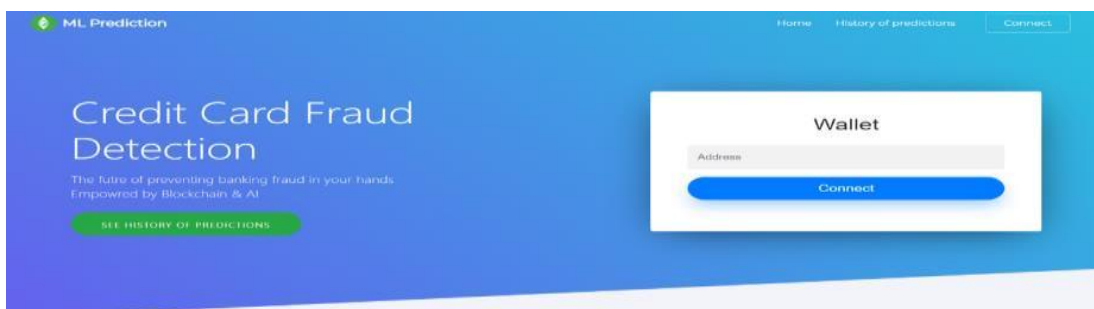 ML Prediction
Home History of predictions Connect
Credit Card Fraud
Detection
The futre of preventing banking fraud in your hands
Empowred by Blockchain & AI
SEE HISTORY OF PREDICTIONS
Wallet
Address
Connect